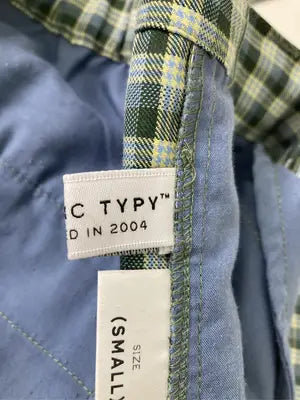 C TYPY™
D IN 2004
SIZE
(SMALL